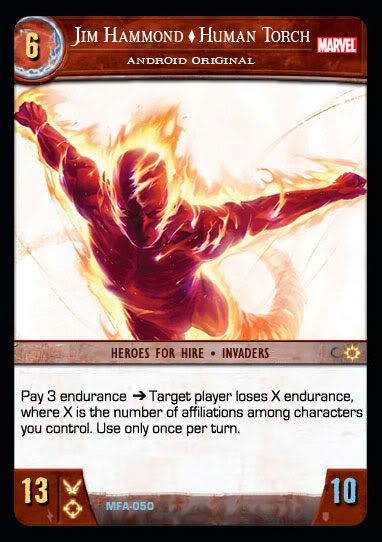 6
Jim Hammond ♦ Human Torch
MARVEL
Android Original
HEROES FOR HIRE • INVADERS
Pay 3 endurance ➔ Target player loses X endurance,
where X is the number of affiliations among characters
you control. Use only once per turn.
13
MFA-050
10